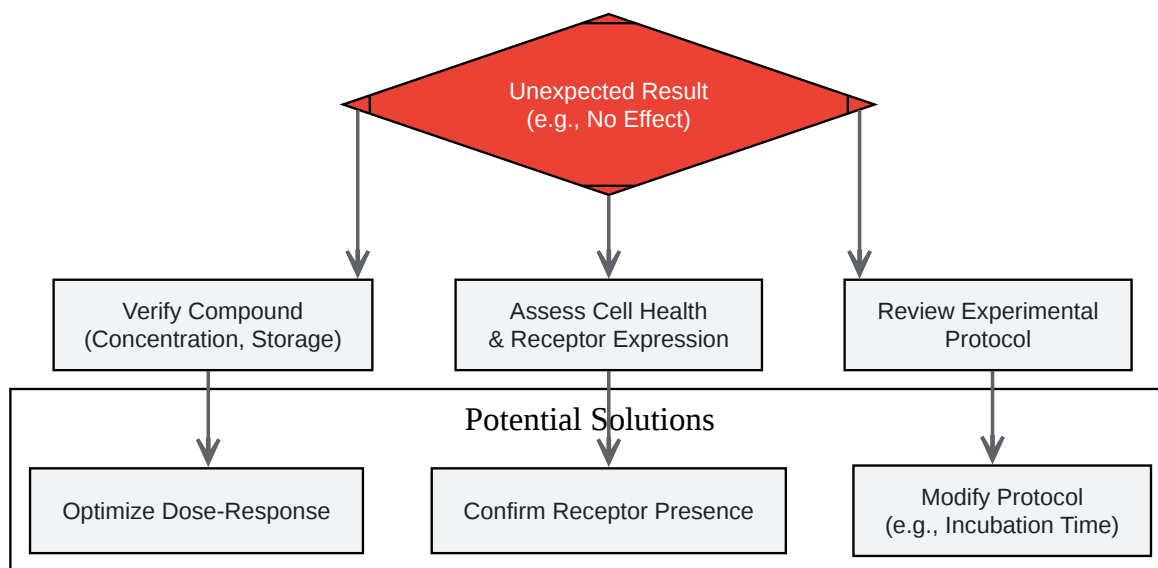 Unexpected Result
(e.g., No Effect)
Verify Compound
(Concentration, Storage)
Assess Cell Health
& Receptor Expression
Review Experimental
Protocol
Potential Solutions
Optimize Dose-Response
Confirm Receptor Presence
Modify Protocol
(e.g., Incubation Time)